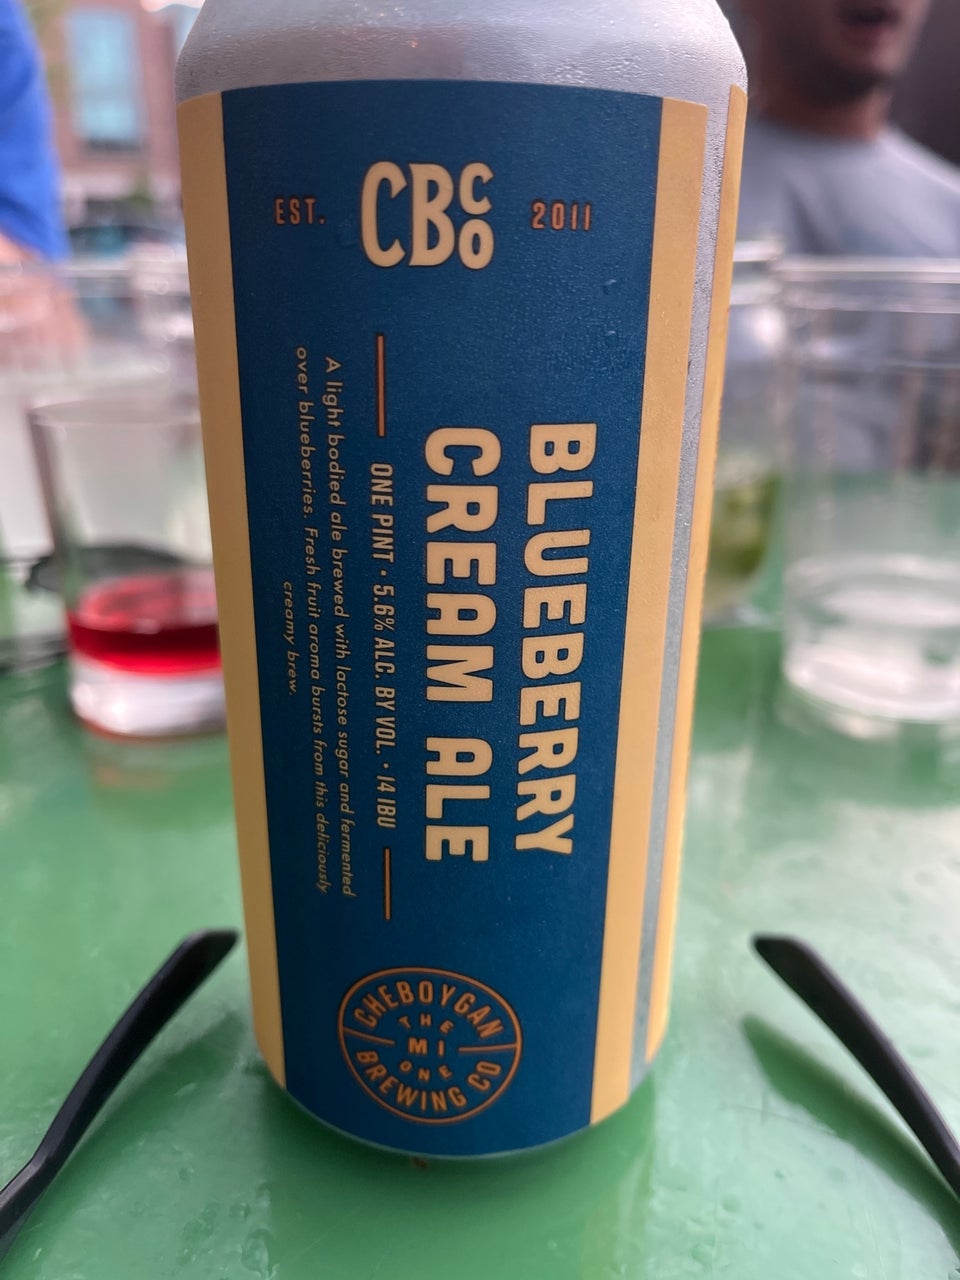 EST. CBCO 2011
BLUEBERRY
CREAM ALE
ONE PINT · 5.6% ALC. BY VOL. · 14 IBU
A light bodied ale brewed with lactose sugar and fermented
over blueberries. Fresh fruit aroma bursts from this deliciously
creamy brew.
CHEBOYGAN
THE
MI
ONE
BREWING CO